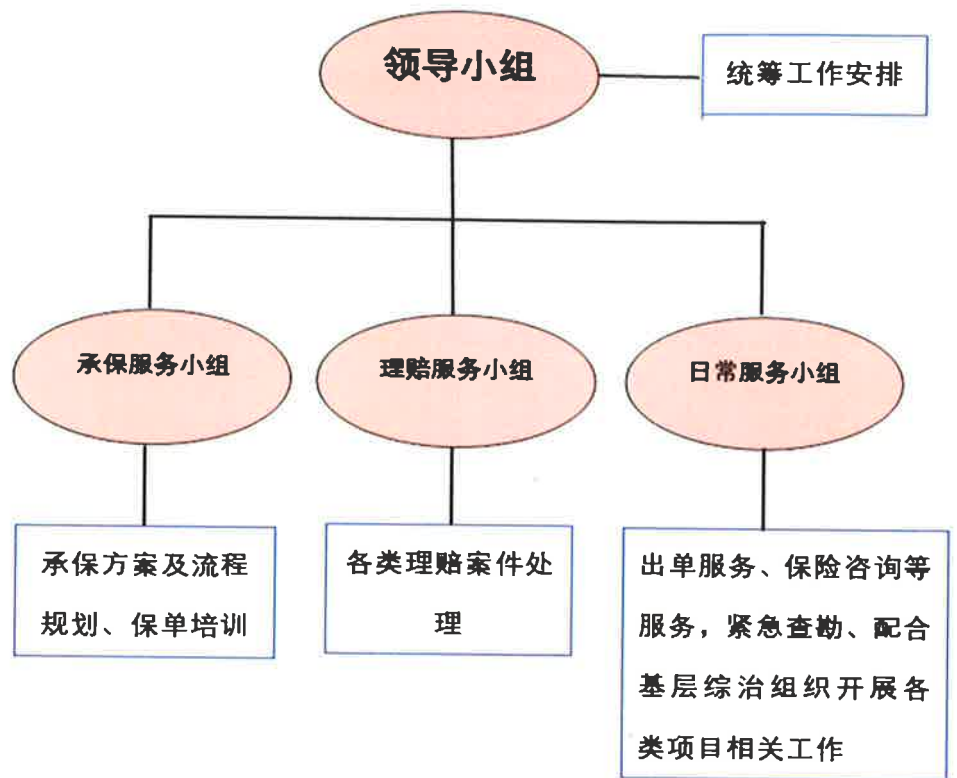 领导小组
统筹工作安排
承保服务小组
理赔服务小组
日常服务小组
承保方案及流程
规划、保单培训
各类理赔案件处
理
出单服务、保险咨询等
服务，紧急查勘、配合
基层综治组织开展各
类项目相关工作